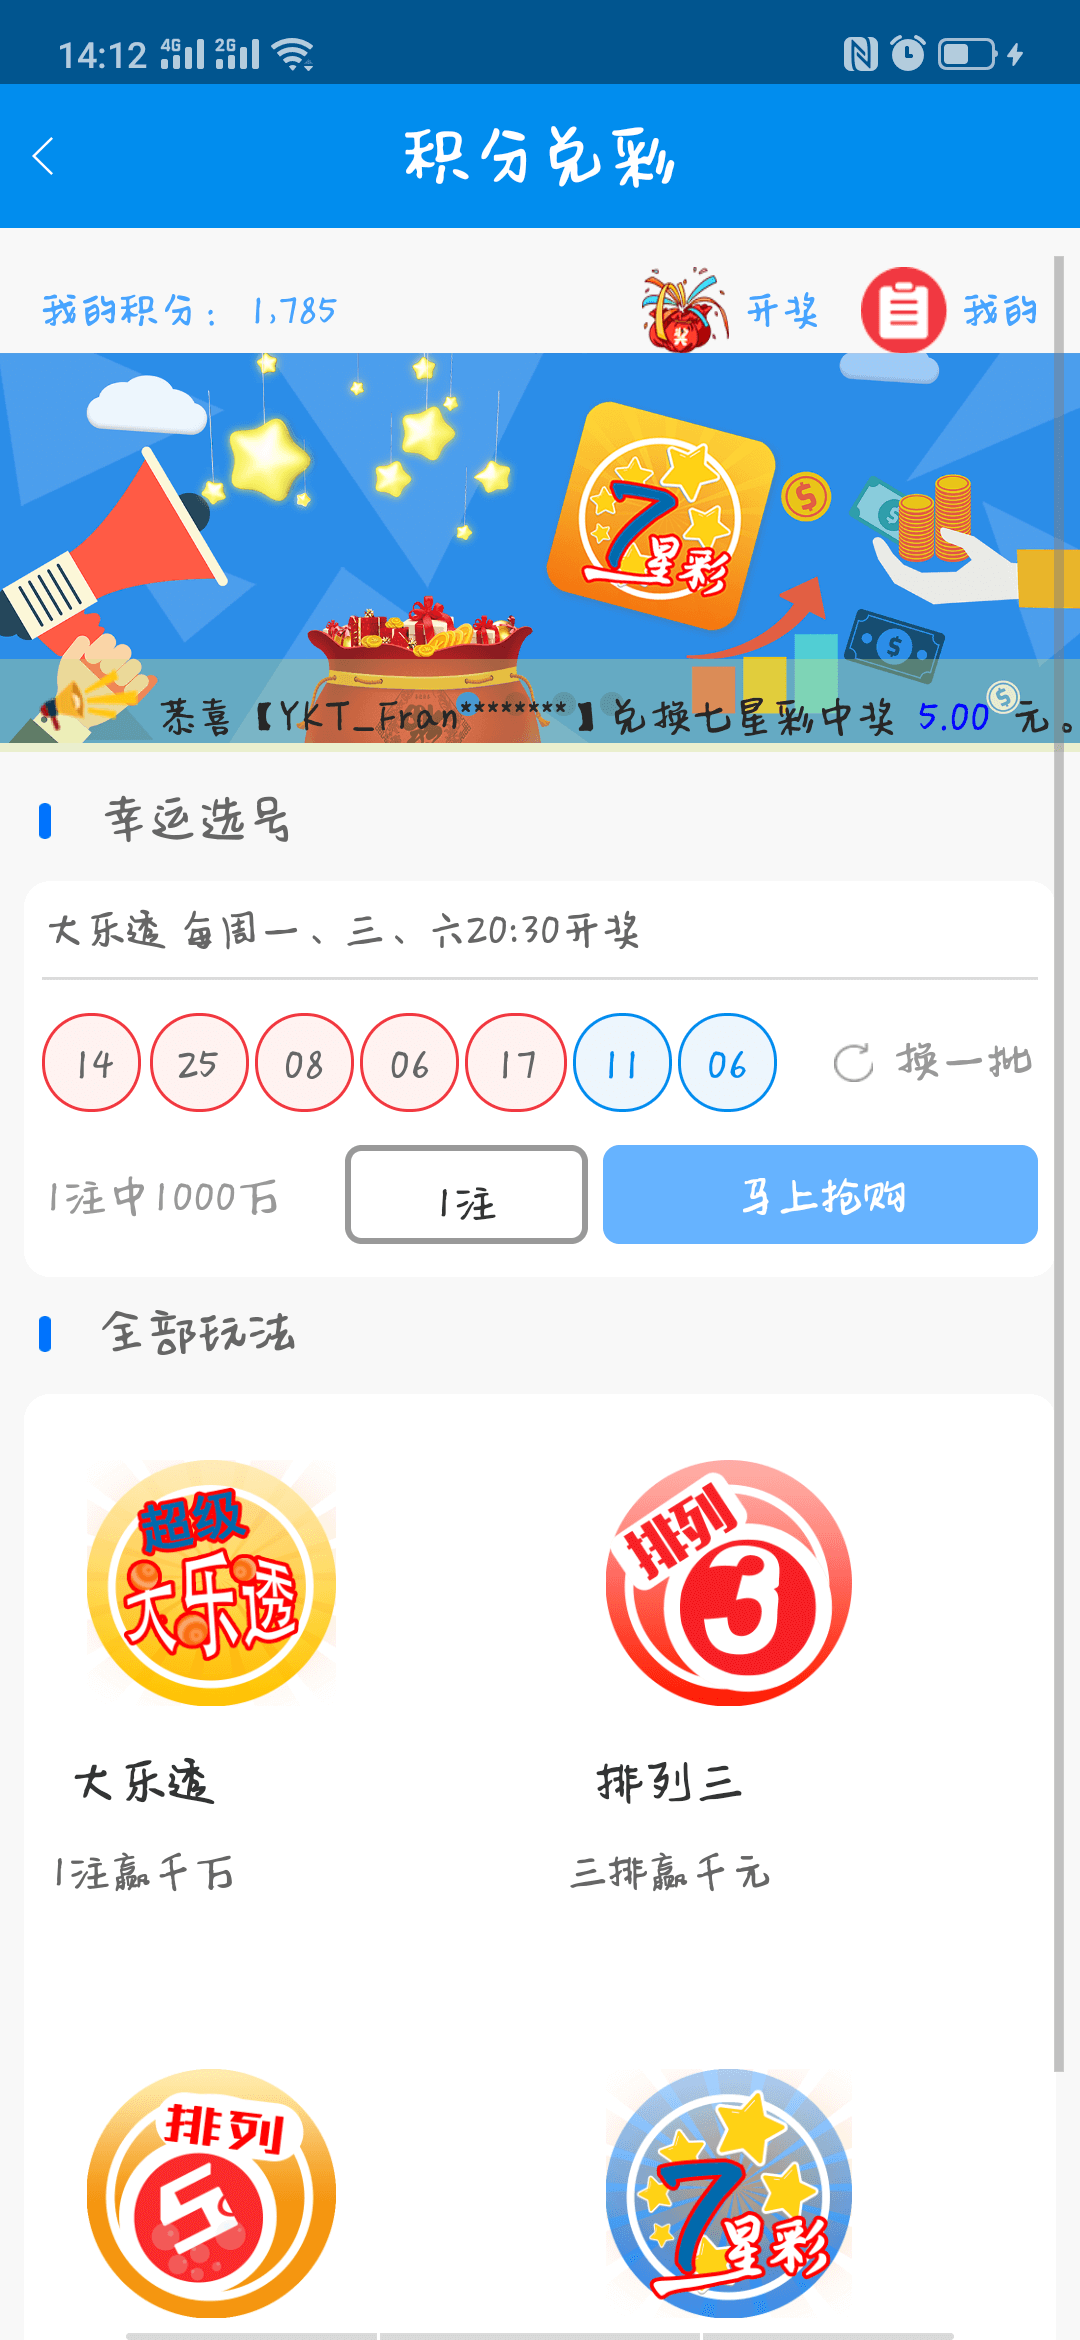 14:12 4G 2G
积分兑彩
我的积分： 1,785 奖 开奖 我的
7星彩
恭喜【YKT_Fran********】兑换七星彩中奖 5.00 元。
幸运选号
大乐透 每周一、三、六20:30开奖
14 25 08 06 17 11 06 换一批
1注中1000万 1注 马上抢购
全部玩法
超级
大乐透
排列
3
大乐透 排列三
1注赢千万 三排赢千元
排列
5
7星彩